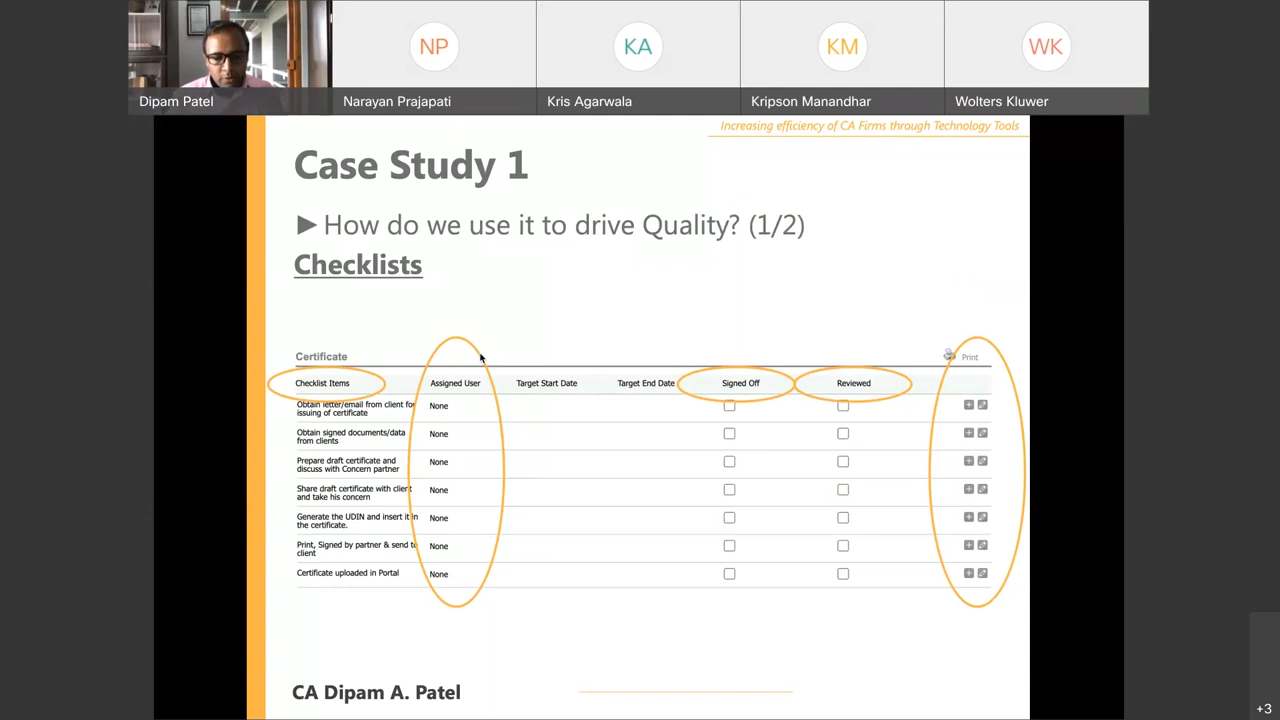 NP
KA
KM
WK
Dipam Patel
Narayan Prajapati
Kris Agarwala
Kripson Manandhar
Wolters Kluwer
Increasing efficiency of CA Firms through Technology Tools
Case Study 1
►How do we use it to drive Quality? (1/2)
Checklists
Certificate
Print
Checklist Items Assigned User Target Start Date Target End Date Signed Off Reviewed
Obtain letter/email from client for
issuing of certificate
None
Obtain signed documents/data
from clients
None
Prepare draft certificate and
discuss with Concern partner
None
Share draft certificate with client
and take his concern
None
Generate the UDIN and insert it in
the certificate.
None
Print, Signed by partner & send to
client
None
Certificate uploaded in Portal
None
CA Dipam A. Patel
+3